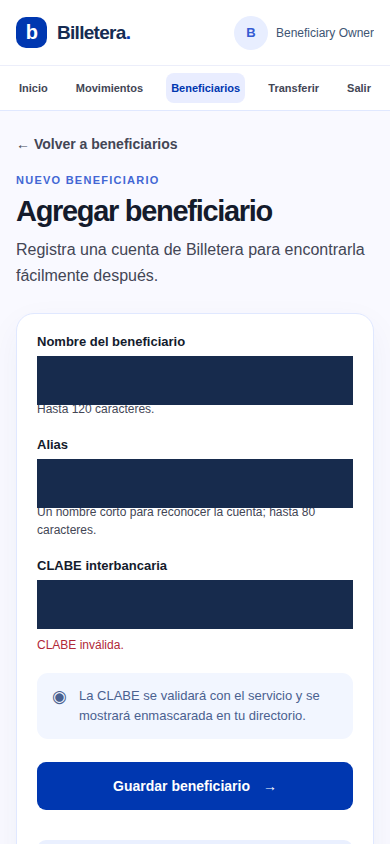 b Billetera.
B Beneficiary Owner
Inicio Movimientos Beneficiarios Transferir Salir
← Volver a beneficiarios
NUEVO BENEFICIARIO
Agregar beneficiario
Registra una cuenta de Billetera para encontrarla
fácilmente después.
Nombre del beneficiario
Hasta 120 caracteres.
Alias
Un nombre corto para reconocer la cuenta; hasta 80
caracteres.
CLABE interbancaria
CLABE inválida.
◉ La CLABE se validará con el servicio y se
mostrará enmascarada en tu directorio.
Guardar beneficiario →